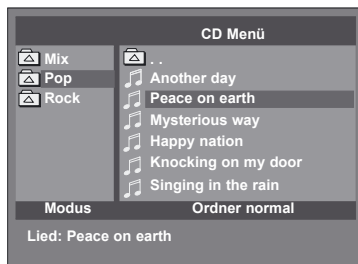 CD Menü
Mix
Pop
Rock
. .
Another day
Peace on earth
Mysterious way
Happy nation
Knocking on my door
Singing in the rain
Modus
Ordner normal
Lied: Peace on earth